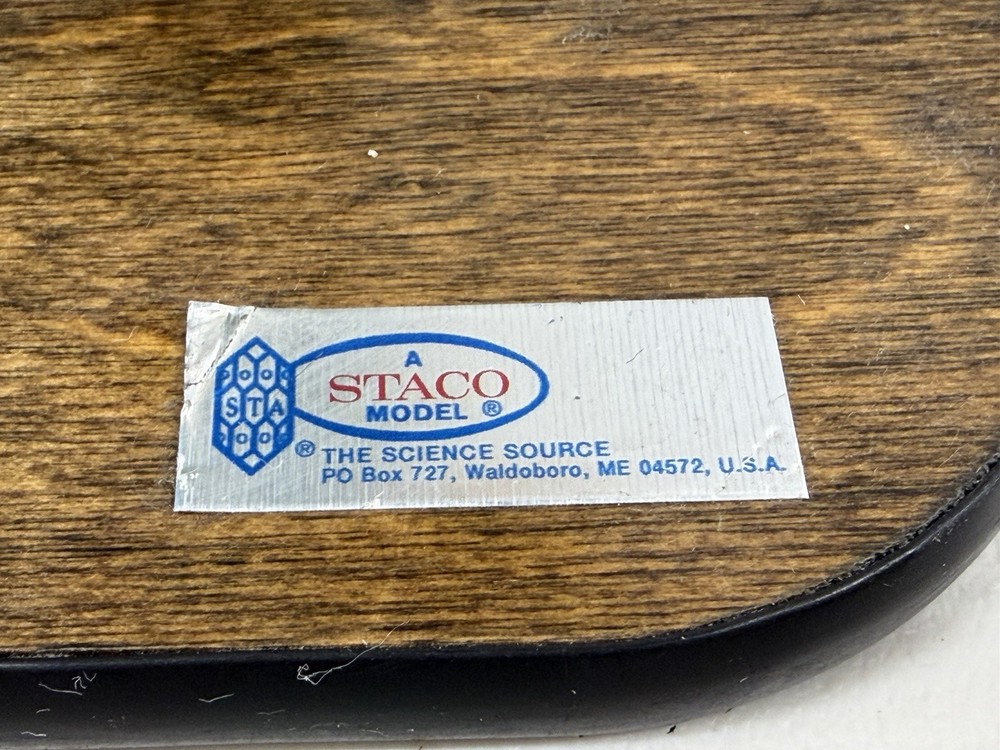 A
STACO
MODEL ®
STA
® THE SCIENCE SOURCE
PO Box 727, Waldoboro, ME 04572, U.S.A.